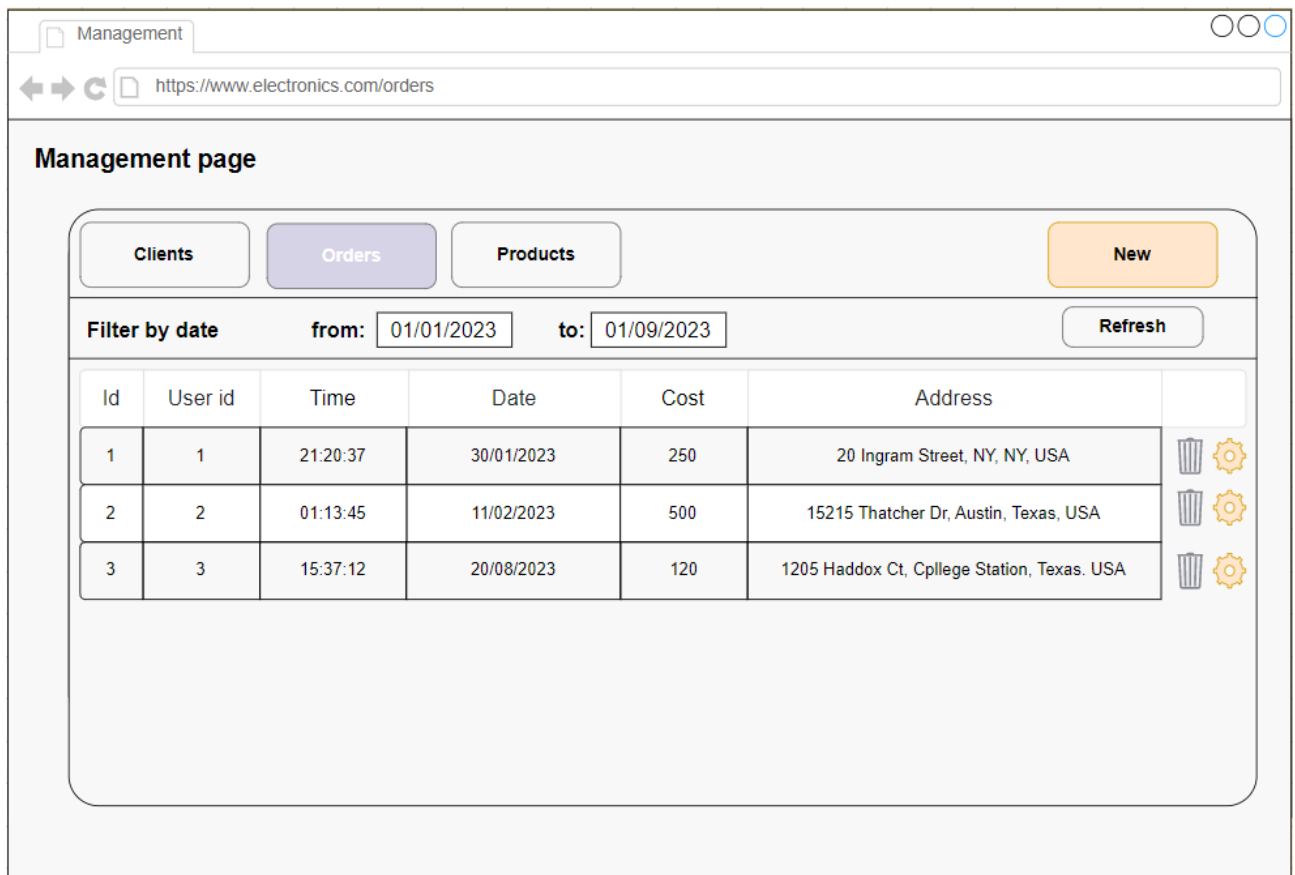 Management
https://www.electronics.com/orders
Management page
Clients Orders Products New
Filter by date from: 01/01/2023 to: 01/09/2023 Refresh
Id User id Time Date Cost Address
1 1 21:20:37 30/01/2023 250 20 Ingram Street, NY, NY, USA
2 2 01:13:45 11/02/2023 500 15215 Thatcher Dr, Austin, Texas, USA
3 3 15:37:12 20/08/2023 120 1205 Haddox Ct, Cpllege Station, Texas. USA